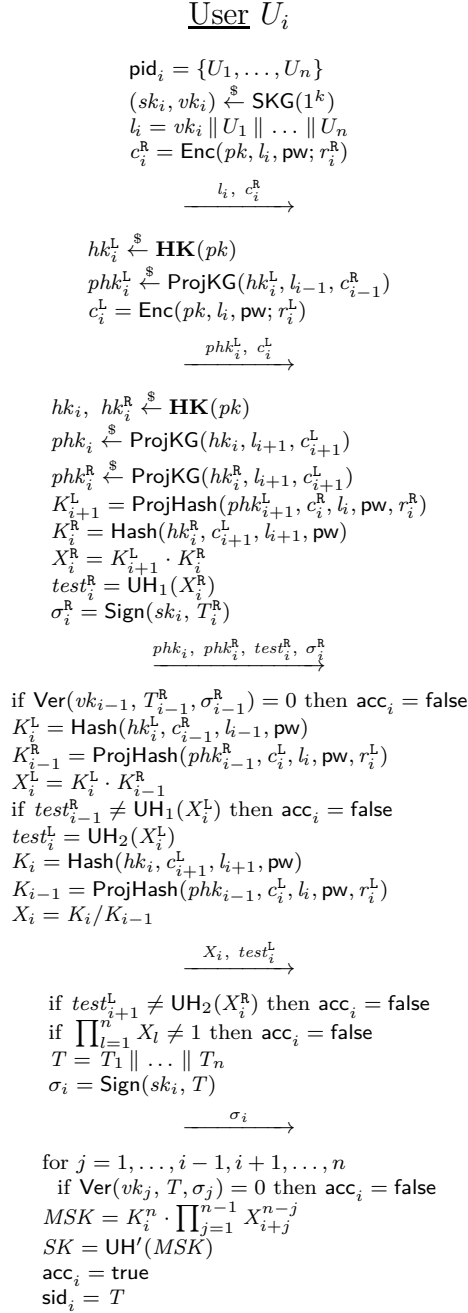 User U_i
pid_i = {U_1, . . . , U_n}
(sk_i, vk_i) ←$ SKG(1^k)
l_i = vk_i ∥ U_1 ∥ . . . ∥ U_n
c_i^R = Enc(pk, l_i, pw; r_i^R)
l_i, c_i^R
hk_i^L ←$ HK(pk)
phk_i^L ←$ ProjKG(hk_i^L, l_{i−1}, c_{i−1}^R)
c_i^L = Enc(pk, l_i, pw; r_i^L)
phk_i^L, c_i^L
hk_i, hk_i^R ←$ HK(pk)
phk_i ←$ ProjKG(hk_i, l_{i+1}, c_{i+1}^L)
phk_i^R ←$ ProjKG(hk_i^R, l_{i+1}, c_{i+1}^L)
K_{i+1}^L = ProjHash(phk_{i+1}^L, c_i^R, l_i, pw, r_i^R)
K_i^R = Hash(hk_i^R, c_{i+1}^L, l_{i+1}, pw)
X_i^R = K_{i+1}^L · K_i^R
test_i^R = UH_1(X_i^R)
σ_i^R = Sign(sk_i, T_i^R)
phk_i, phk_i^R, test_i^R, σ_i^R
if Ver(vk_{i−1}, T_{i−1}^R, σ_{i−1}^R) = 0 then acc_i = false
K_i^L = Hash(hk_i^L, c_{i−1}^R, l_{i−1}, pw)
K_{i−1}^R = ProjHash(phk_{i−1}^R, c_i^L, l_i, pw, r_i^L)
X_i^L = K_i^L · K_{i−1}^R
if test_{i−1}^R ≠ UH_1(X_i^L) then acc_i = false
test_i^L = UH_2(X_i^L)
K_i = Hash(hk_i, c_{i+1}^L, l_{i+1}, pw)
K_{i−1} = ProjHash(phk_{i−1}, c_i^L, l_i, pw, r_i^L)
X_i = K_i/K_{i−1}
X_i, test_i^L
if test_{i+1}^L ≠ UH_2(X_i^R) then acc_i = false
if ∏_{l=1}^n X_l ≠ 1 then acc_i = false
T = T_1 ∥ . . . ∥ T_n
σ_i = Sign(sk_i, T)
σ_i
for j = 1, . . . , i − 1, i + 1, . . . , n
if Ver(vk_j, T, σ_j) = 0 then acc_i = false
MSK = K_i^n · ∏_{j=1}^{n−1} X_{i+j}^{n−j}
SK = UH′(MSK)
acc_i = true
sid_i = T